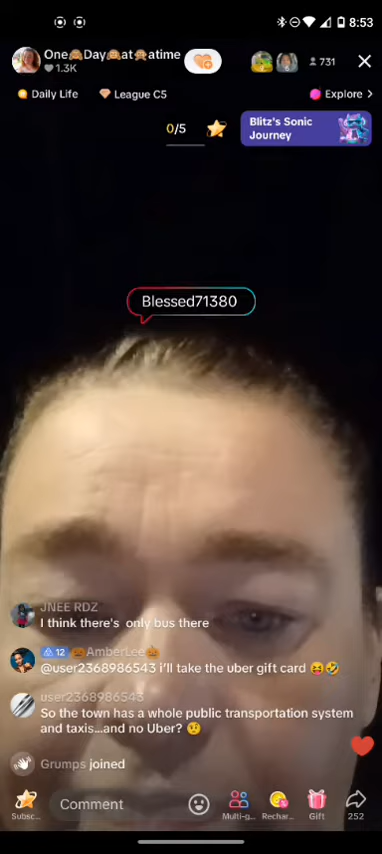 8:53
One🙈Day🙈at🙈atime
1.3K
731
Daily Life
League C5
Explore >
0/5
Blitz's Sonic
Journey
Blessed71380
JNEE RDZ
I think there's only bus there
12 🎃AmberLee🎃
@user2368986543 i'll take the uber gift card 😝🤣
user2368986543
So the town has a whole public transportation system
and taxis...and no Uber? 🤨
Grumps joined
Comment
Subsc...
Multi-g...
Rechar...
Gift
252